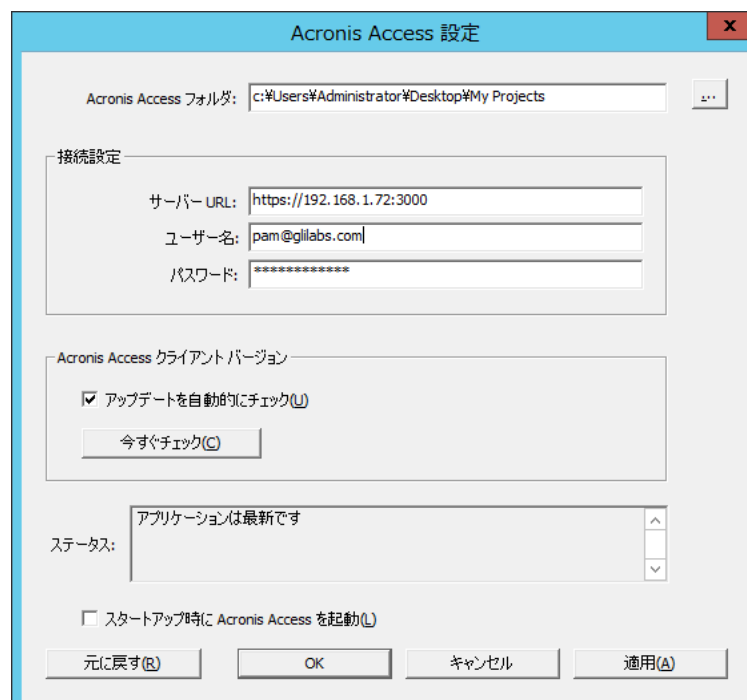 Acronis Access 設定
x
Acronis Access フォルダ: c:¥Users¥Administrator¥Desktop¥My Projects ...
接続設定
サーバー URL: https://192.168.1.72:3000
ユーザー名: pam@glilabs.com
パスワード: ************
Acronis Access クライアント バージョン
アップデートを自動的にチェック(U)
今すぐチェック(C)
ステータス: アプリケーションは最新です
スタートアップ時に Acronis Access を起動(L)
元に戻す(R) OK キャンセル 適用(A)